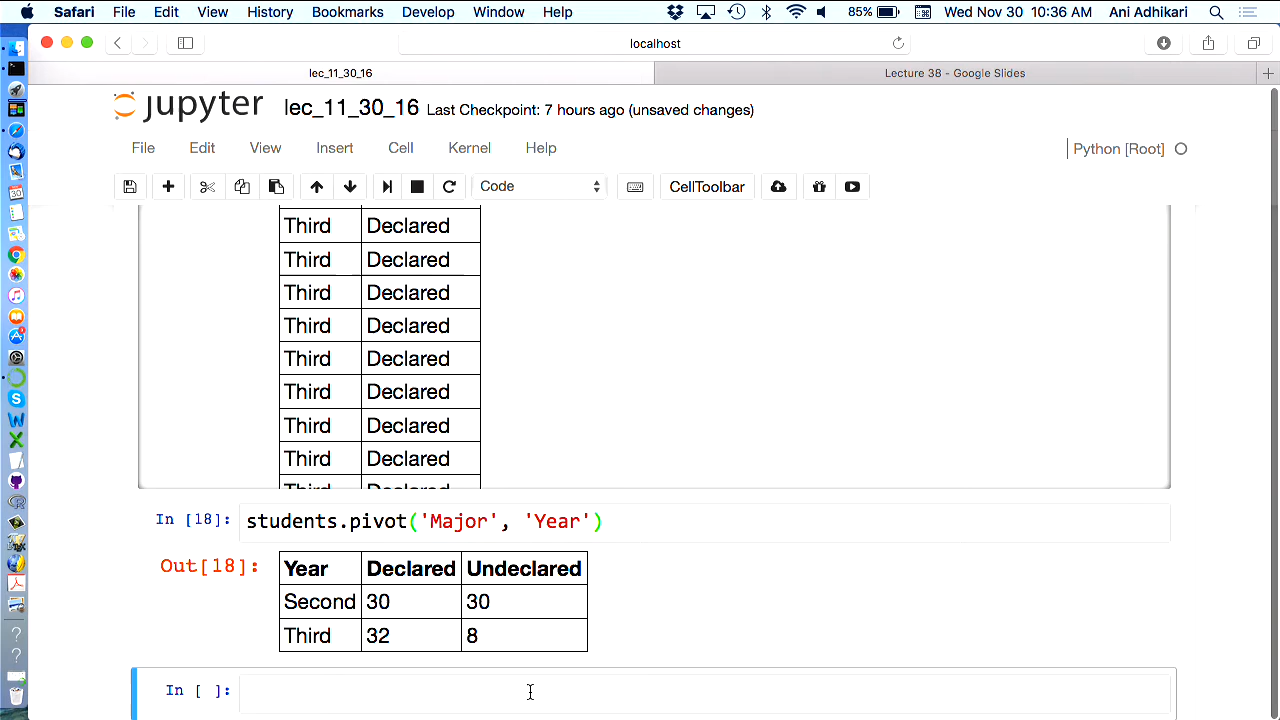 Safari File Edit View History Bookmarks Develop Window Help 85% Wed Nov 30 10:36 AM Ani Adhikari
localhost
lec_11_30_16 Lecture 38 - Google Slides
jupyter lec_11_30_16 Last Checkpoint: 7 hours ago (unsaved changes)
File Edit View Insert Cell Kernel Help Python [Root]
Code CellToolbar
Third Declared
Third Declared
Third Declared
Third Declared
Third Declared
Third Declared
Third Declared
Third Declared
Third Declared
In [18]: students.pivot('Major', 'Year')
Out[18]: Year Declared Undeclared
Second 30 30
Third 32 8
In [ ]: